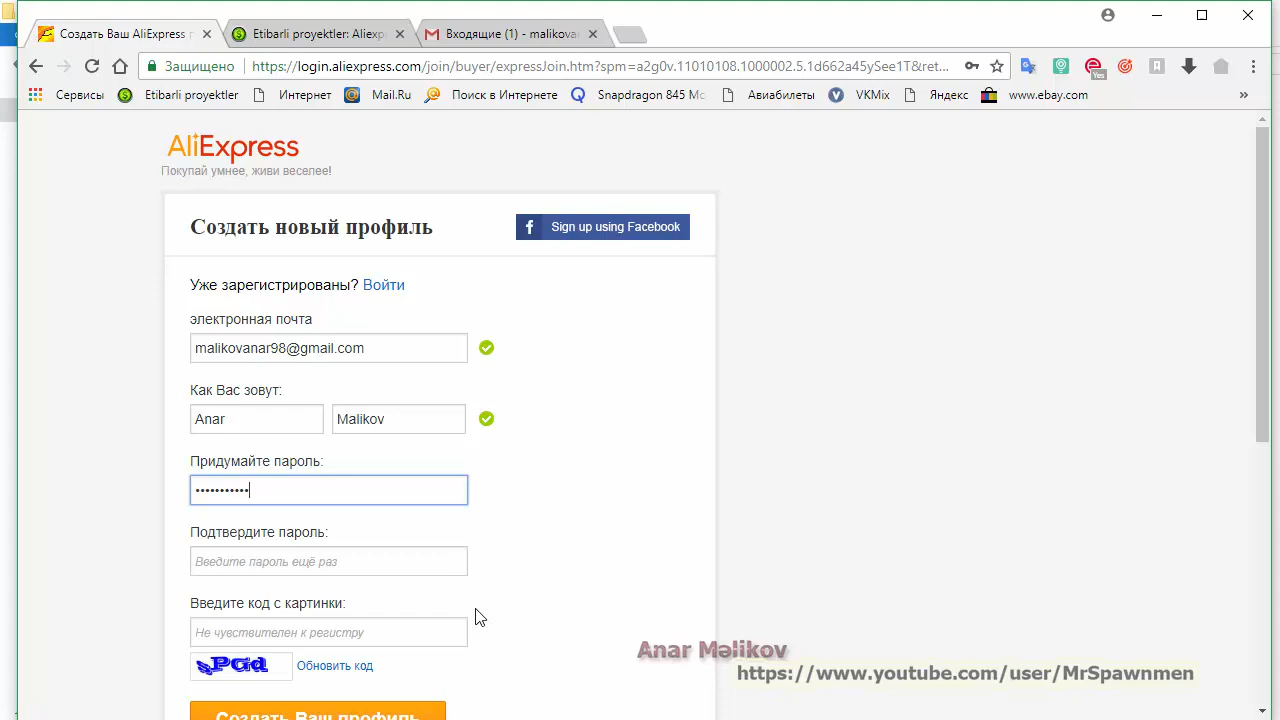 Создать Ваш AliExpress
Etibarli proyektler: Aliexp
Входящие (1) - malikova
Защищено
https://login.aliexpress.com/join/buyer/expressJoin.htm?spm=a2g0v.11010108.1000002.5.1d662a45ySee1T&ret...
Yes
Сервисы
Etibarli proyektler
Интернет
Mail.Ru
Поиск в Интернете
Snapdragon 845 Mo
Авиабилеты
VKMix
Яндекс
www.ebay.com
»
AliExpress
Покупай умнее, живи веселее!
Создать новый профиль
f Sign up using Facebook
Уже зарегистрированы? Войти
электронная почта
malikovanar98@gmail.com
Как Вас зовут:
Anar Malikov
Придумайте пароль:
•••••••••••
Подтвердите пароль:
Введите пароль ещё раз
Введите код с картинки:
Не чувствителен к регистру
Обновить код
Anar Məlikov
https://www.youtube.com/user/MrSpawnmen
Создать Ваш профиль